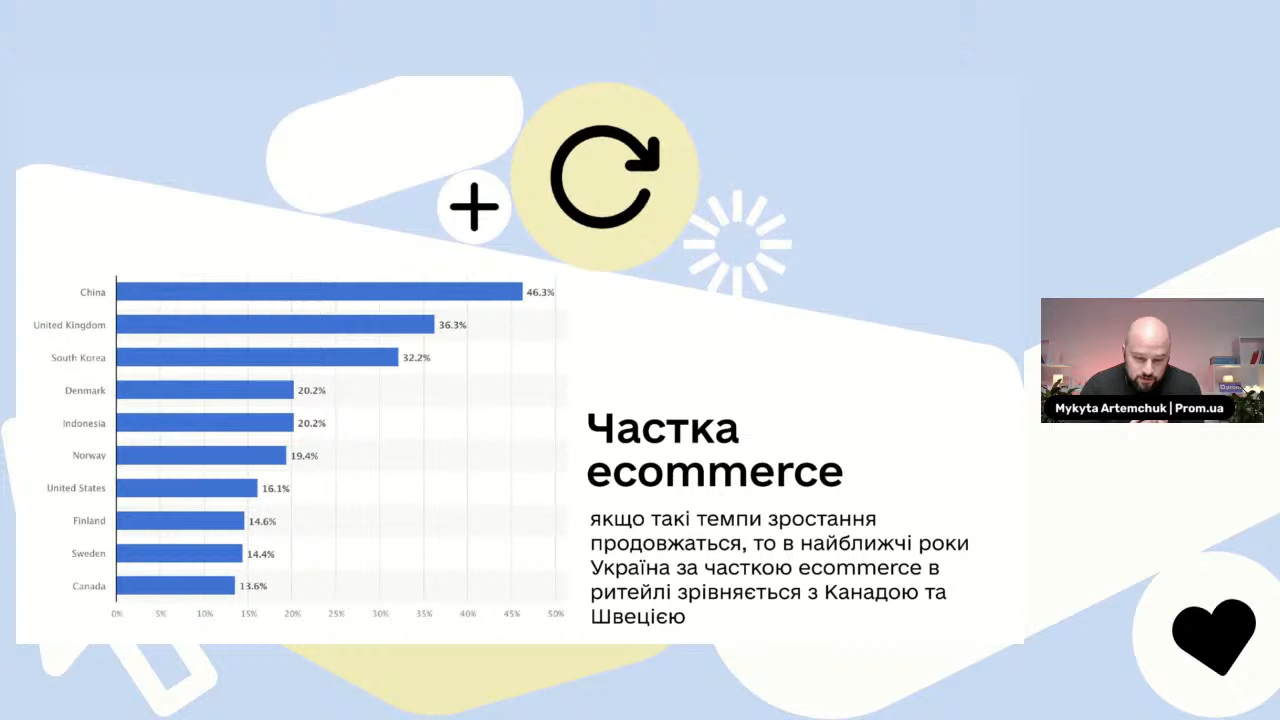 China 46.3%
United Kingdom 36.3%
South Korea 32.2%
Denmark 20.2%
Indonesia 20.2%
Norway 19.4%
United States 16.1%
Finland 14.6%
Sweden 14.4%
Canada 13.6%
0% 5% 10% 15% 20% 25% 30% 35% 40% 45% 50%
Частка
ecommerce
якщо такі темпи зростання
продовжаться, то в найближчі роки
Україна за часткою ecommerce в
ритейлі зрівняється з Канадою та
Швецією
Mykyta Artemchuk | Prom.ua